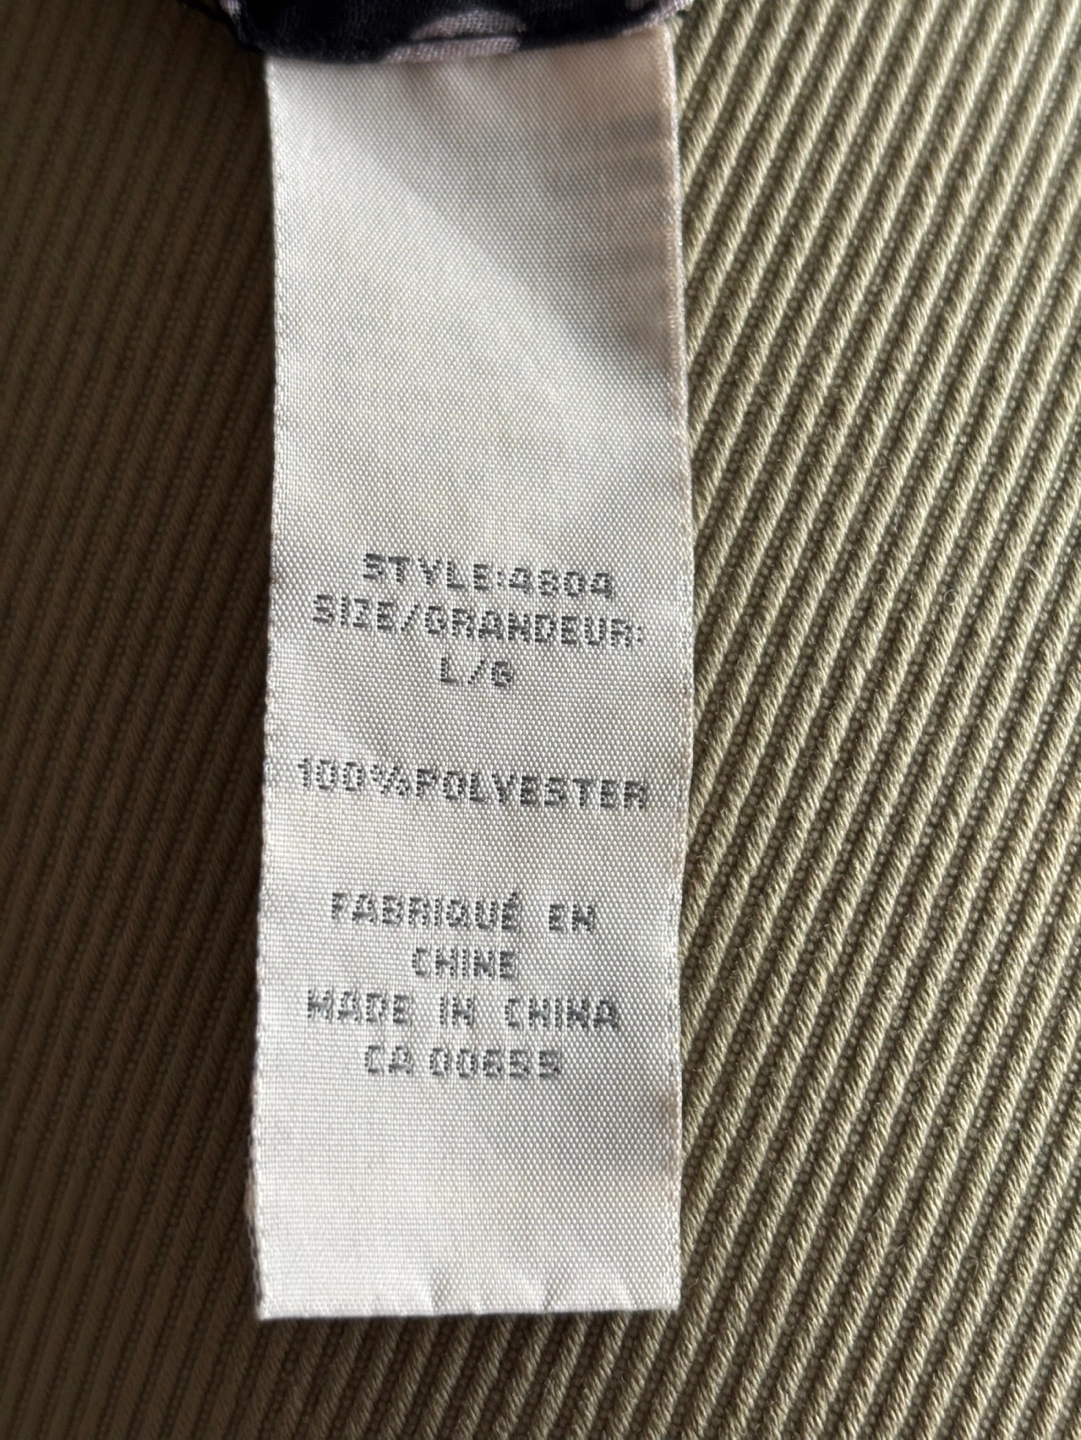 STYLE:4804
SIZE/GRANDEUR:
L/G
100%POLYESTER
FABRIQUÉ EN
CHINE
MADE IN CHINA
CA 00655